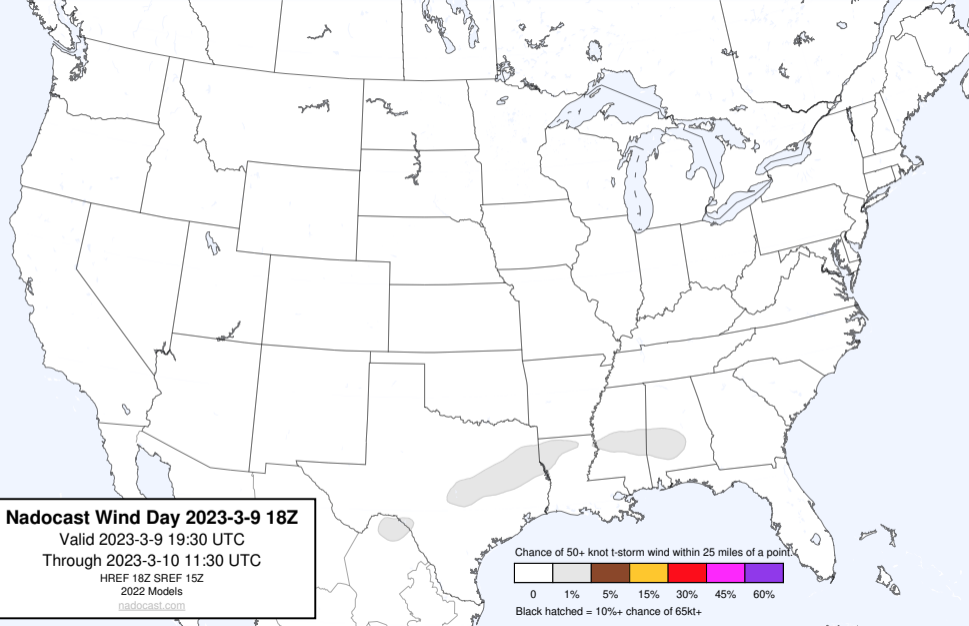 Nadocast Wind Day 2023-3-9 18Z
Valid 2023-3-9 19:30 UTC
Through 2023-3-10 11:30 UTC
HREF 18Z SREF 15Z
2022 Models
nadocast.com
Chance of 50+ knot t-storm wind within 25 miles of a point.
0 1% 5% 15% 30% 45% 60%
Black hatched = 10%+ chance of 65kt+